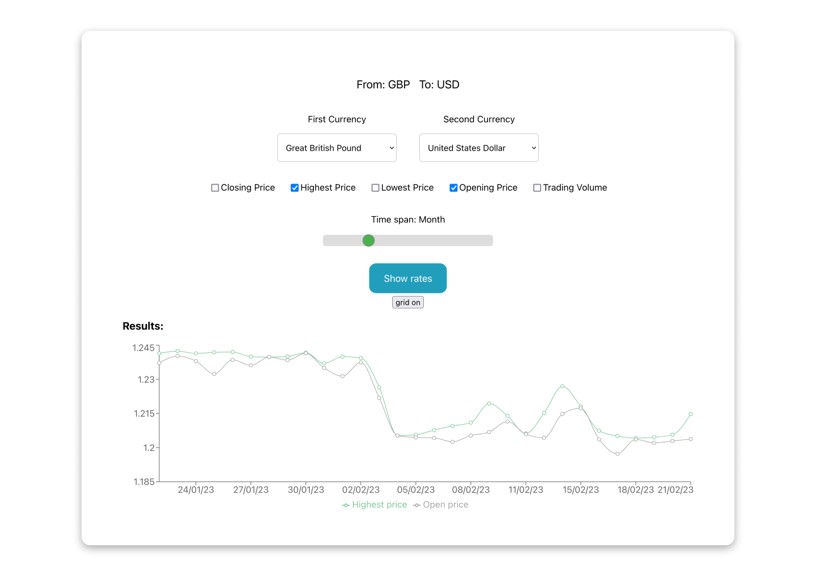 From: GBP To: USD
First Currency Second Currency
Great British Pound United States Dollar
Closing Price Highest Price Lowest Price Opening Price Trading Volume
Time span: Month
Show rates
grid on
Results:
1.245
1.23
1.215
1.2
1.185
24/01/23 27/01/23 30/01/23 02/02/23 05/02/23 08/02/23 11/02/23 15/02/23 18/02/23 21/02/23
Highest price Open price